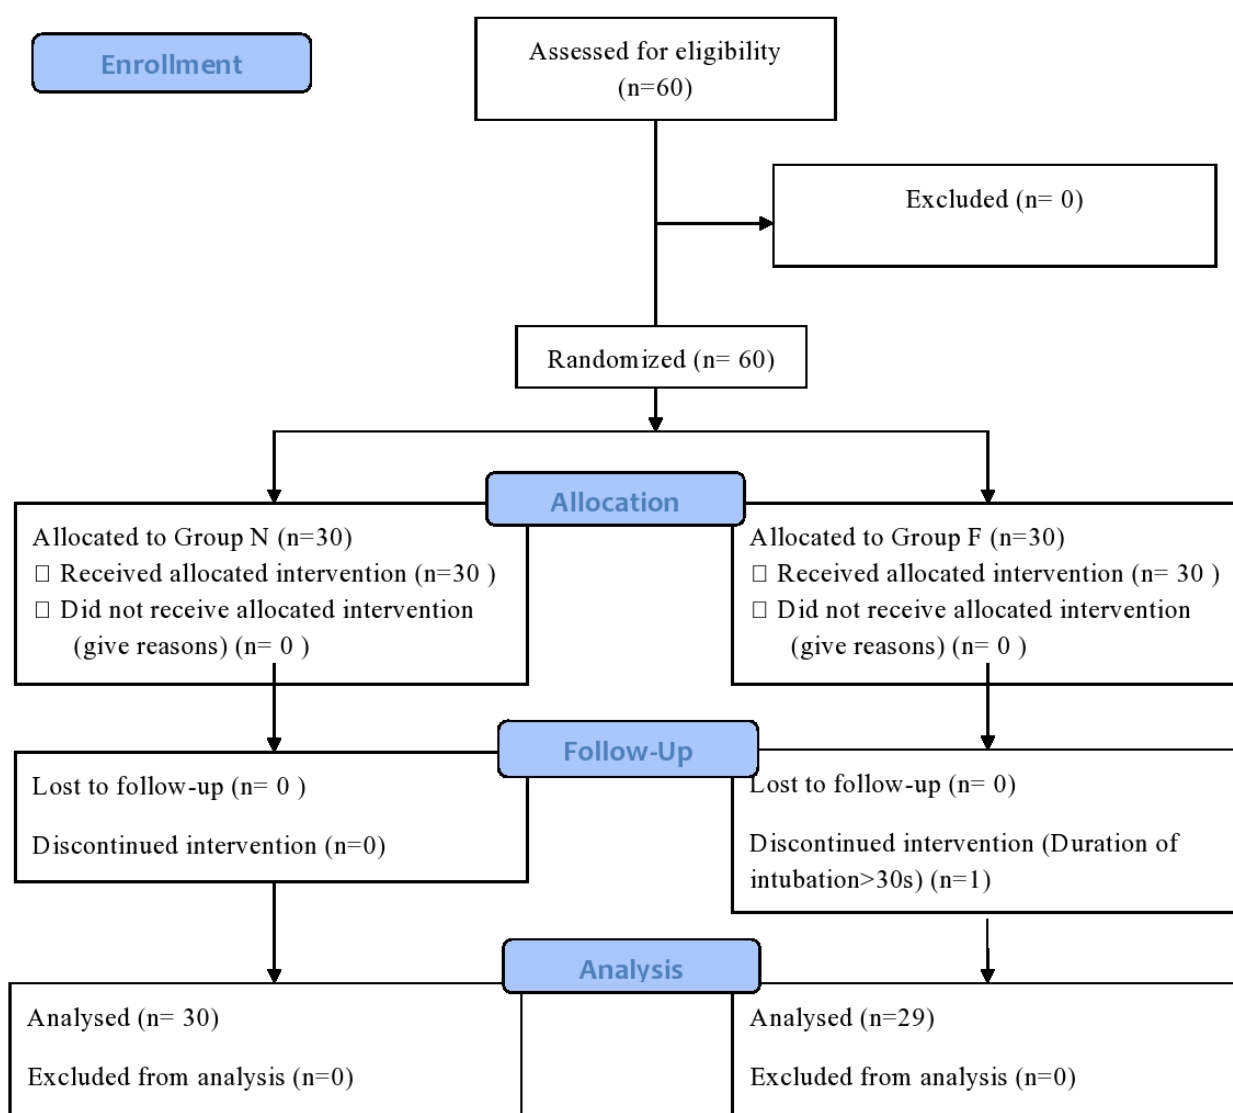 Enrollment
Assessed for eligibility
(n=60)
Excluded (n= 0)
Randomized (n= 60)
Allocation
Allocated to Group N (n=30)
□ Received allocated intervention (n=30 )
□ Did not receive allocated intervention
(give reasons) (n= 0 )
Allocated to Group F (n=30)
□ Received allocated intervention (n= 30 )
□ Did not receive allocated intervention
(give reasons) (n= 0 )
Follow-Up
Lost to follow-up (n= 0 )
Discontinued intervention (n=0)
Lost to follow-up (n= 0)
Discontinued intervention (Duration of
intubation>30s) (n=1)
Analysis
Analysed (n= 30)
Excluded from analysis (n=0)
Analysed (n=29)
Excluded from analysis (n=0)